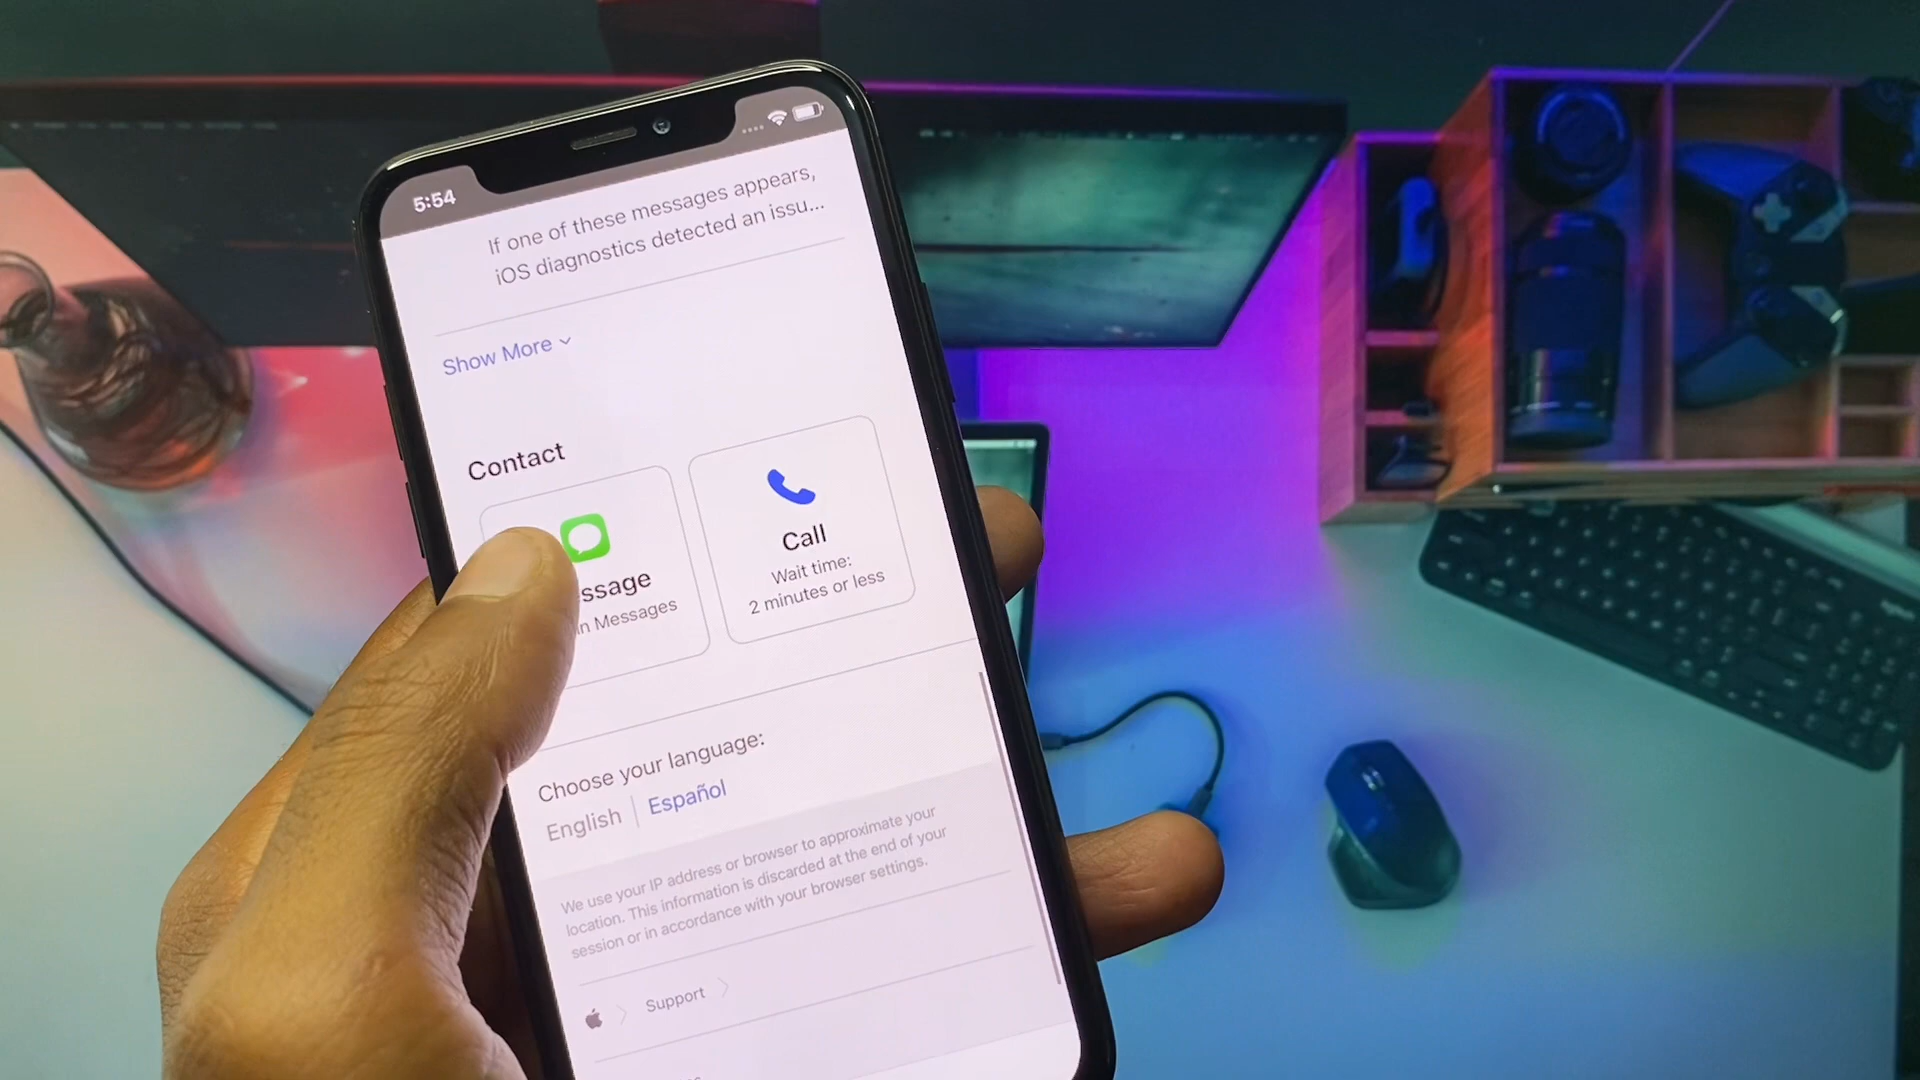 5:54
If one of these messages appears,
iOS diagnostics detected an issu...
Show More
Contact
ssage
in Messages
Call
Wait time:
2 minutes or less
Choose your language:
English | Español
We use your IP address or browser to approximate your
location. This information is discarded at the end of your
session or in accordance with your browser settings.
Support